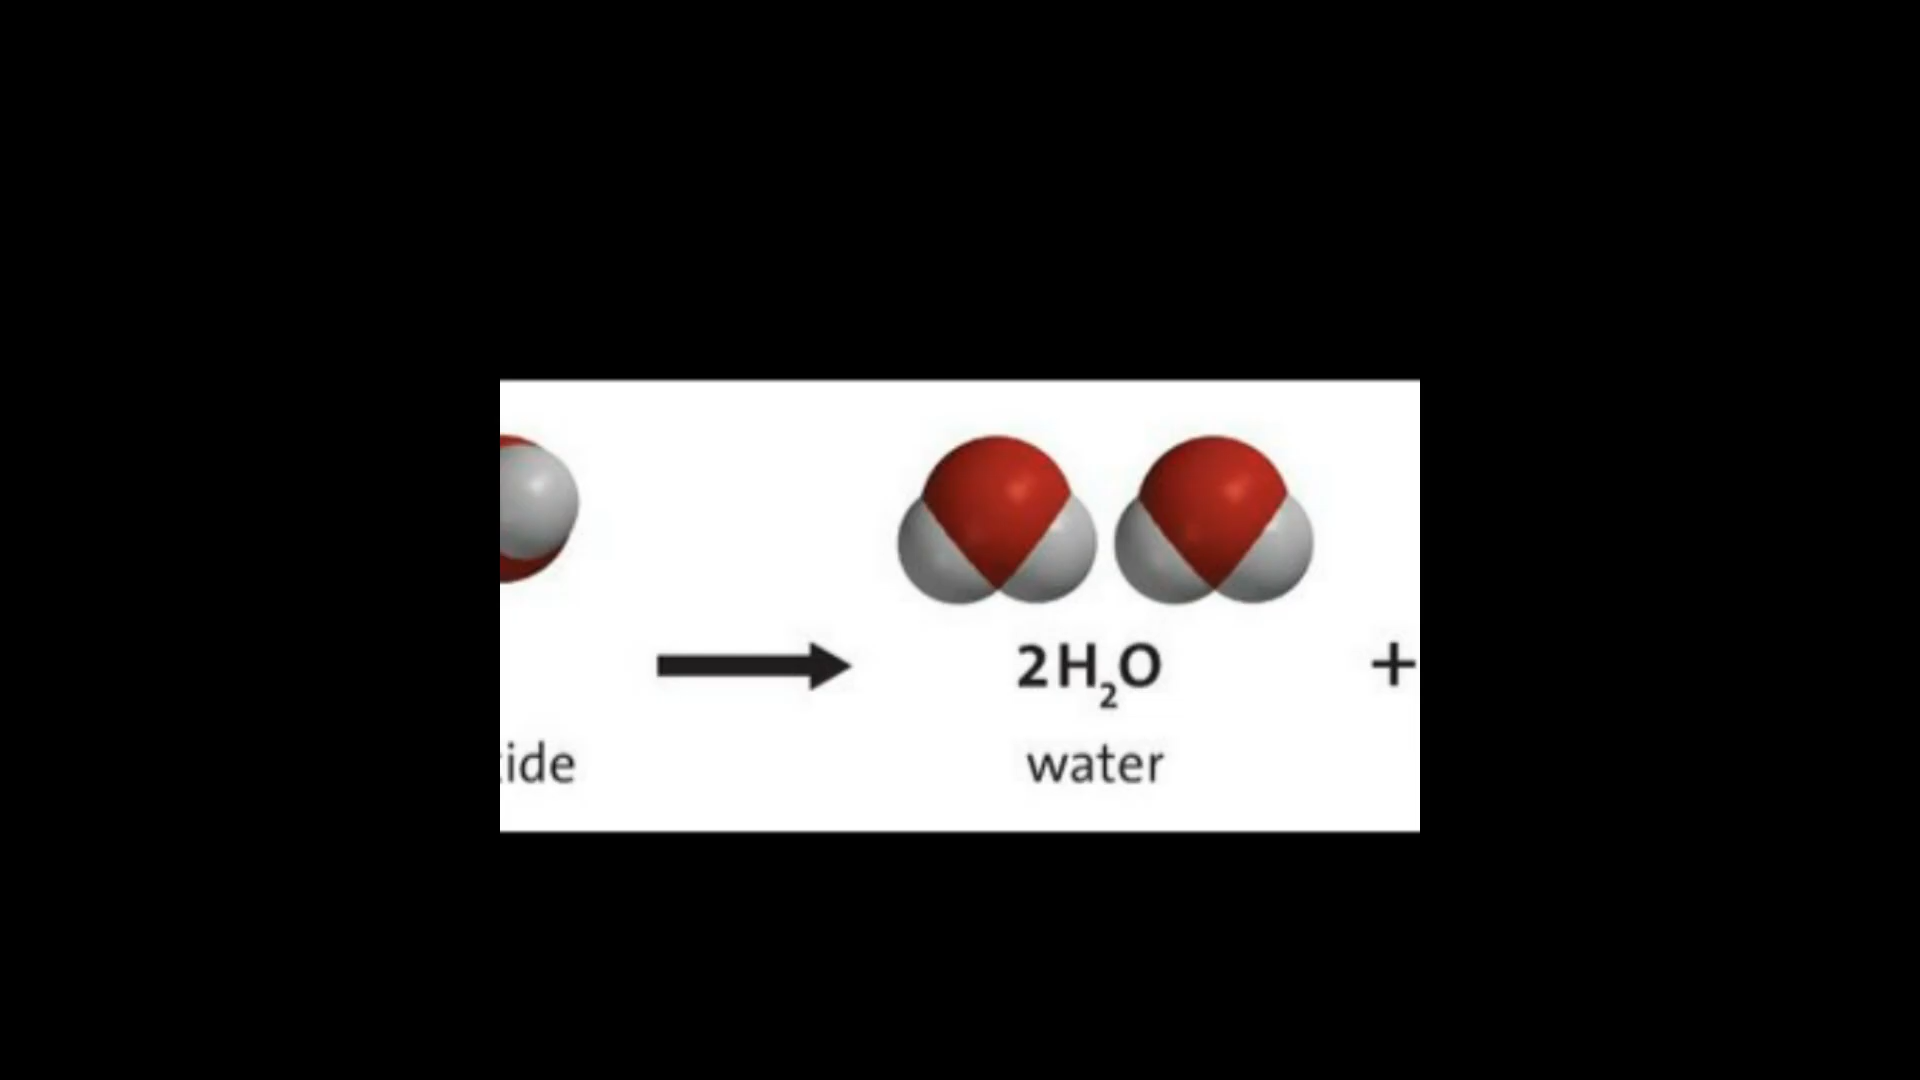 2H₂O +
ide water